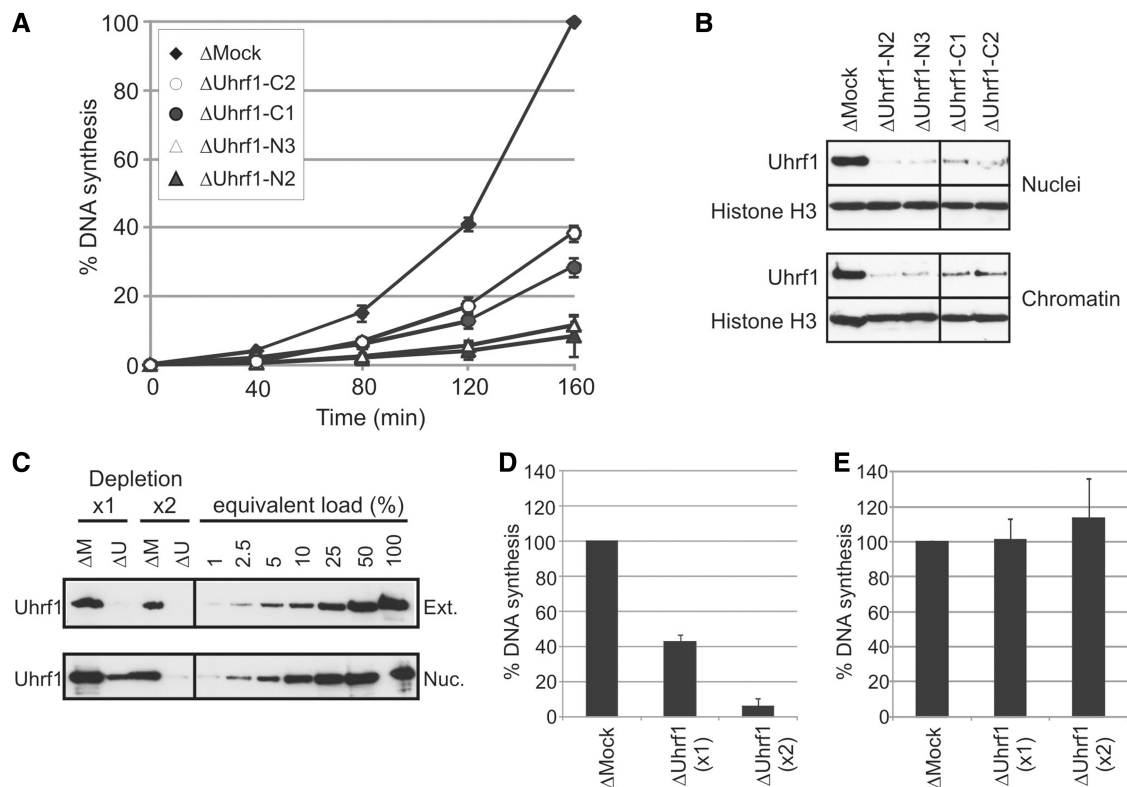 A
% DNA synthesis
100
80
60
40
20
0
0 40 80 120 160
Time (min)
ΔMock
ΔUhrf1-C2
ΔUhrf1-C1
ΔUhrf1-N3
ΔUhrf1-N2
B
ΔMock ΔUhrf1-N2 ΔUhrf1-N3 ΔUhrf1-C1 ΔUhrf1-C2
Uhrf1
Histone H3
Nuclei
Uhrf1
Histone H3
Chromatin
C
Depletion
x1 x2 equivalent load (%)
ΔM ΔU ΔM ΔU 1 2.5 5 10 25 50 100
Uhrf1 Ext.
Uhrf1 Nuc.
D
% DNA synthesis
140
120
100
80
60
40
20
0
ΔMock
ΔUhrf1 (x1)
ΔUhrf1 (x2)
E
% DNA synthesis
140
120
100
80
60
40
20
0
ΔMock
ΔUhrf1 (x1)
ΔUhrf1 (x2)